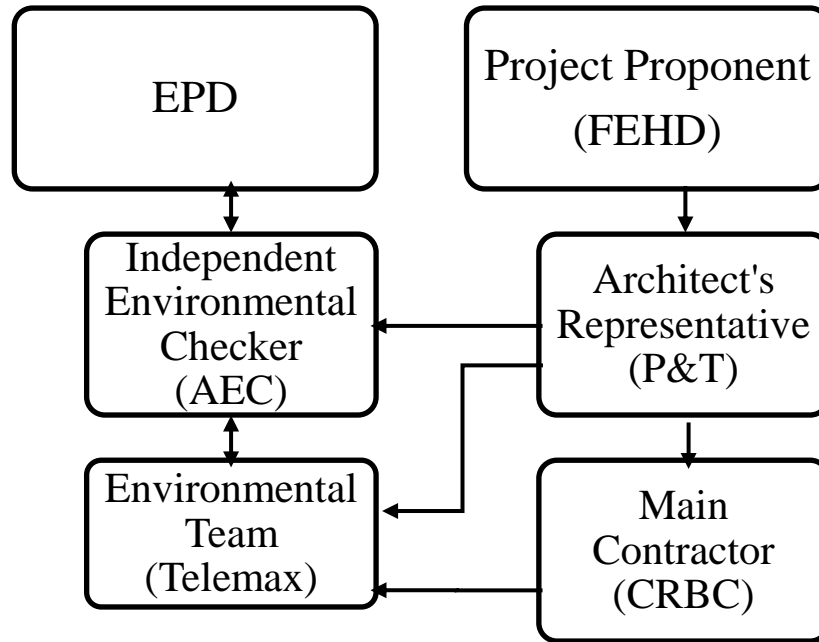 EPD
Project Proponent
(FEHD)
Independent
Environmental
Checker
(AEC)
Architect's
Representative
(P&T)
Environmental
Team
(Telemax)
Main
Contractor
(CRBC)